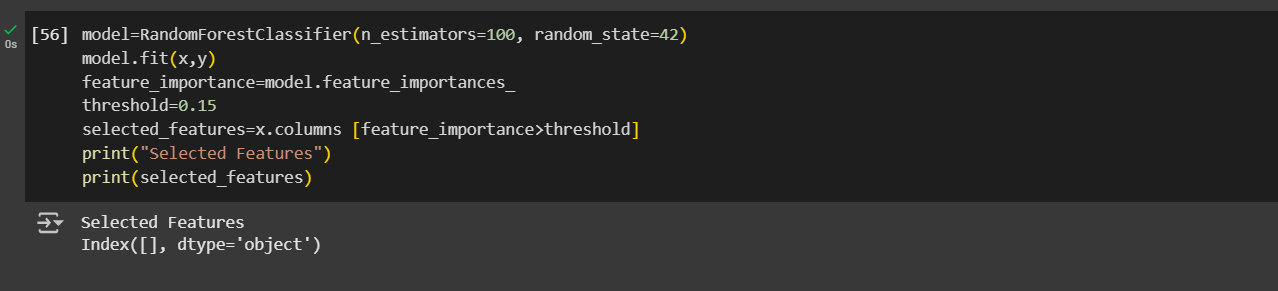 [56] model=RandomForestClassifier(n_estimators=100, random_state=42)
0s
model.fit(x,y)
feature_importance=model.feature_importances_
threshold=0.15
selected_features=x.columns [feature_importance>threshold]
print("Selected Features")
print(selected_features)
Selected Features
Index([], dtype='object')